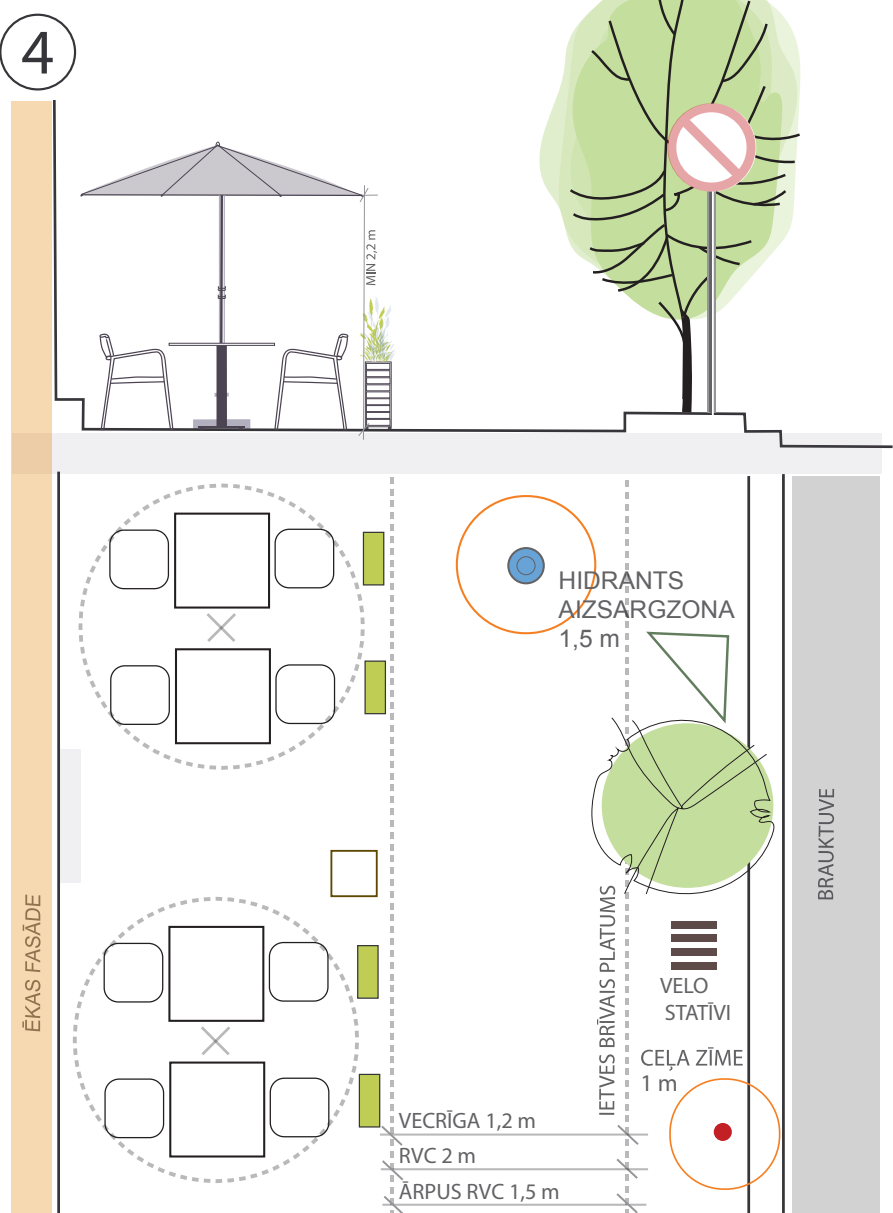 4
MIN 2,2 m
HIDRANTS
AIZSARGZONA
1,5 m
BRAUKTUVE
ĒKAS FASĀDE
IETVES BRĪVAIS PLATUMS
VELO
STATĪVI
CEĻA ZĪME
1 m
VECRĪGA 1,2 m
RVC 2 m
ĀRPUS RVC 1,5 m